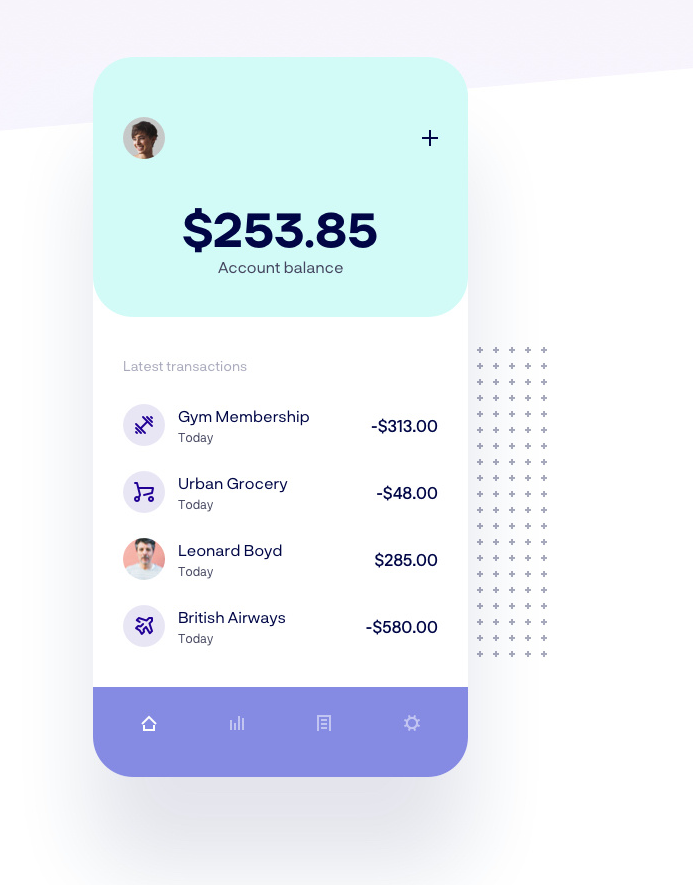 $253.85
Account balance
Latest transactions
Gym Membership
Today
-$313.00
Urban Grocery
Today
-$48.00
Leonard Boyd
Today
$285.00
British Airways
Today
-$580.00